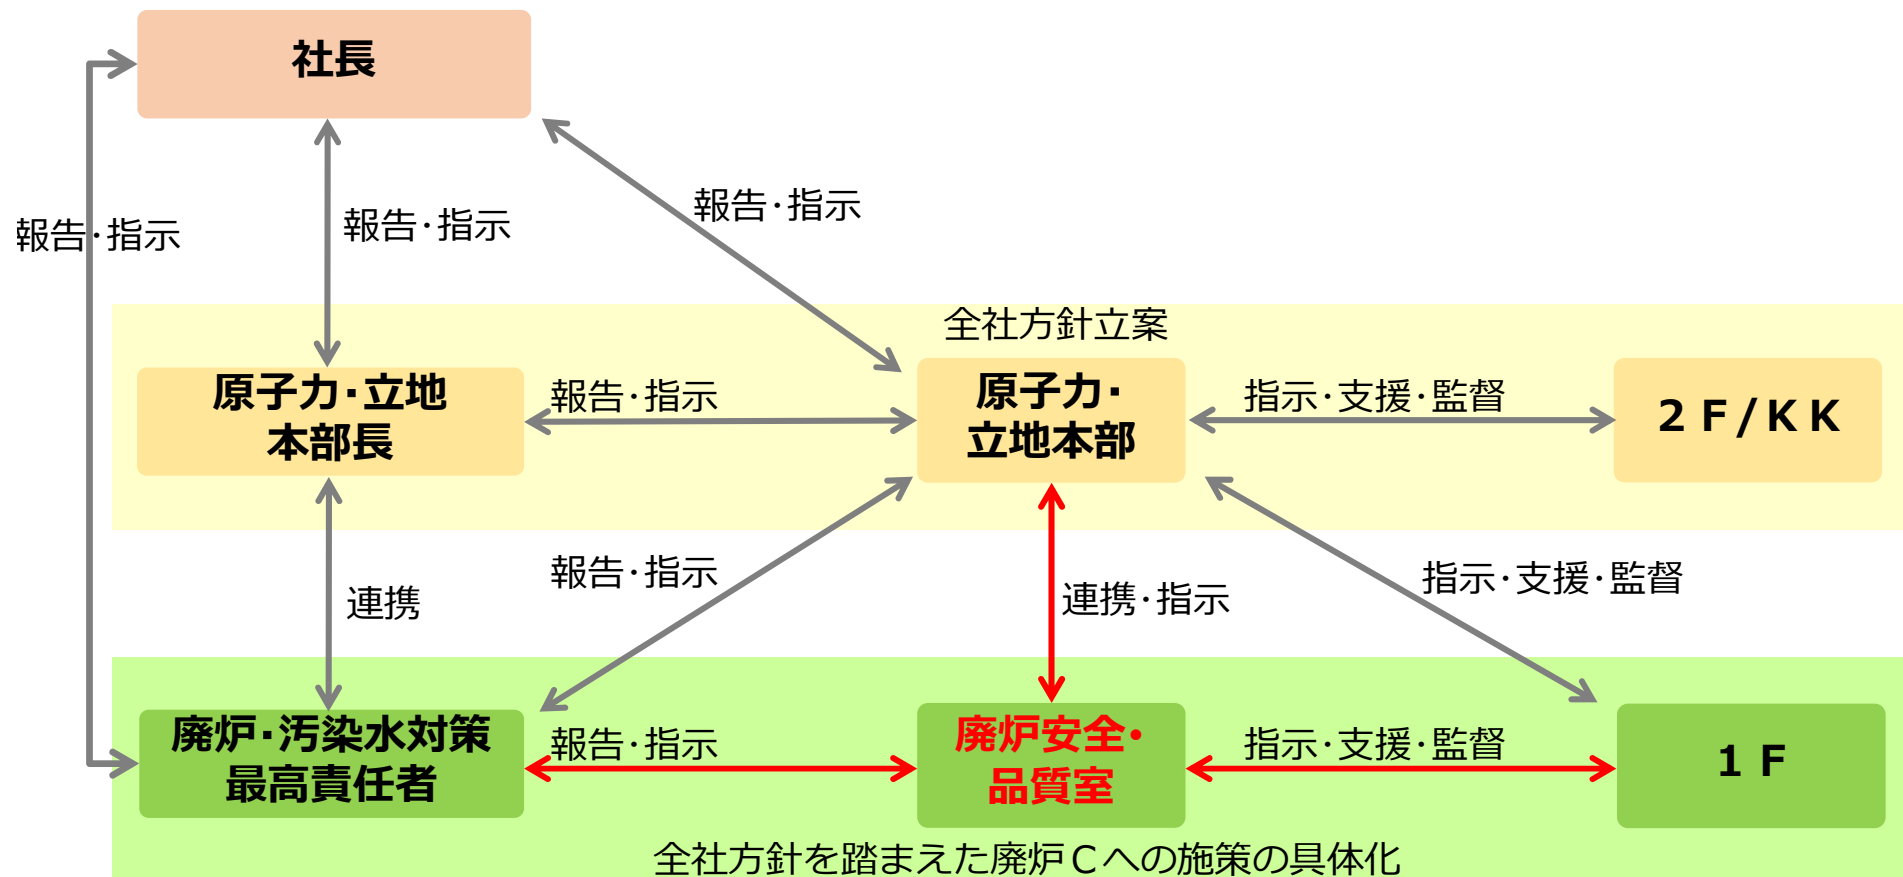 社長
報告・指示
報告・指示
報告・指示
全社方針立案
原子力・立地
本部長
報告・指示
原子力・
立地本部
指示・支援・監督
２Ｆ/ＫＫ
連携
報告・指示
連携・指示
指示・支援・監督
廃炉・汚染水対策
最高責任者
報告・指示
廃炉安全・
品質室
指示・支援・監督
１Ｆ
全社方針を踏まえた廃炉Ｃへの施策の具体化